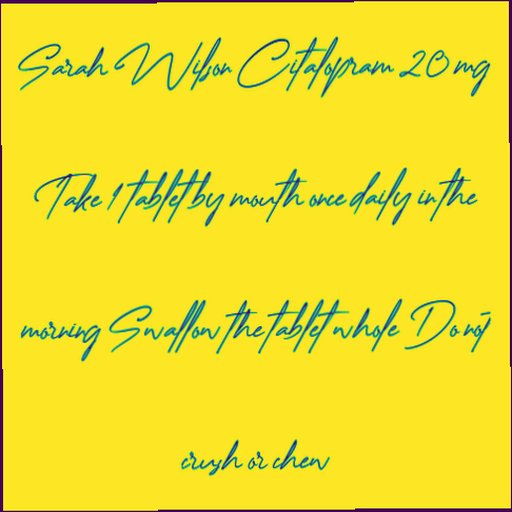 Sarah Wilson Citalopram 20 mg
Take 1 tablet by mouth once daily in the
morning Swallow the tablet whole Do not
crush or chew